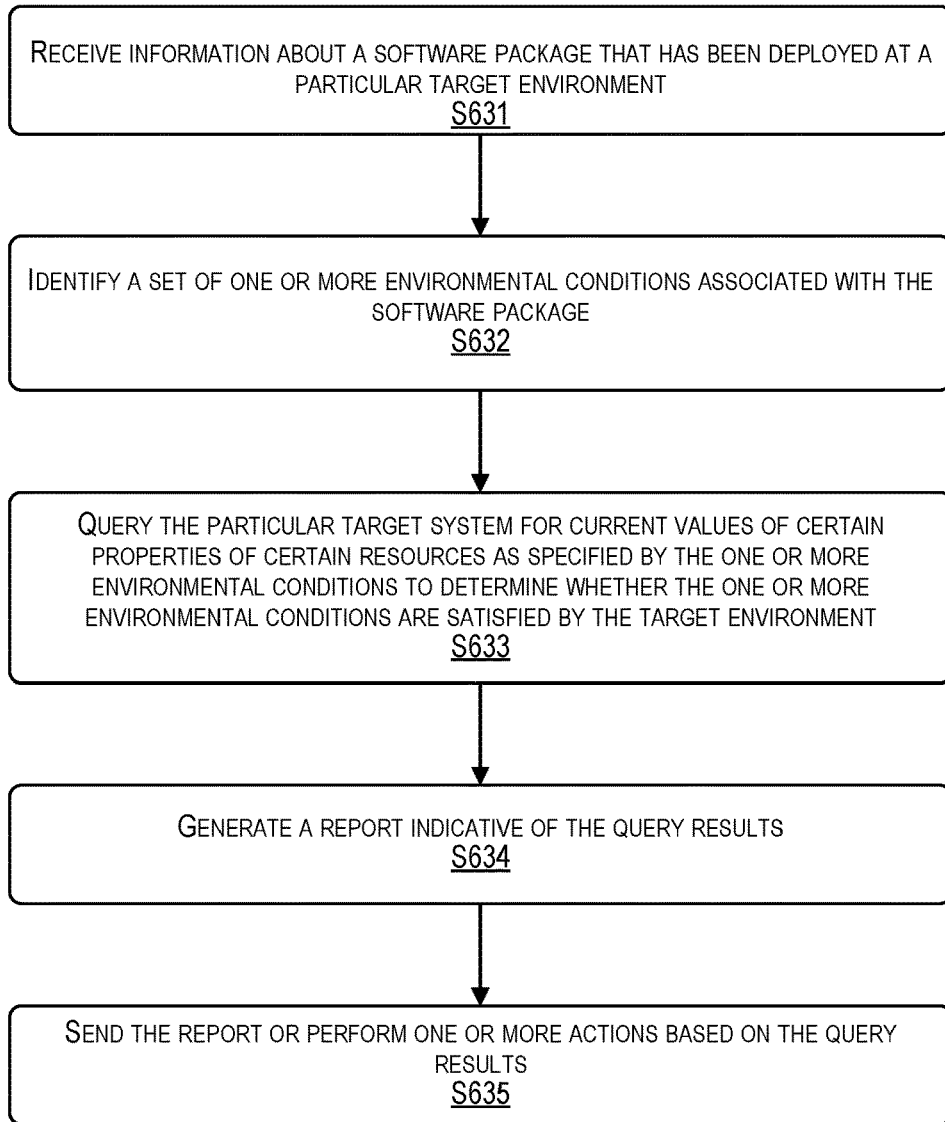 RECEIVE INFORMATION ABOUT A SOFTWARE PACKAGE THAT HAS BEEN DEPLOYED AT A
PARTICULAR TARGET ENVIRONMENT
S631
IDENTIFY A SET OF ONE OR MORE ENVIRONMENTAL CONDITIONS ASSOCIATED WITH THE
SOFTWARE PACKAGE
S632
QUERY THE PARTICULAR TARGET SYSTEM FOR CURRENT VALUES OF CERTAIN
PROPERTIES OF CERTAIN RESOURCES AS SPECIFIED BY THE ONE OR MORE
ENVIRONMENTAL CONDITIONS TO DETERMINE WHETHER THE ONE OR MORE
ENVIRONMENTAL CONDITIONS ARE SATISFIED BY THE TARGET ENVIRONMENT
S633
GENERATE A REPORT INDICATIVE OF THE QUERY RESULTS
S634
SEND THE REPORT OR PERFORM ONE OR MORE ACTIONS BASED ON THE QUERY
RESULTS
S635